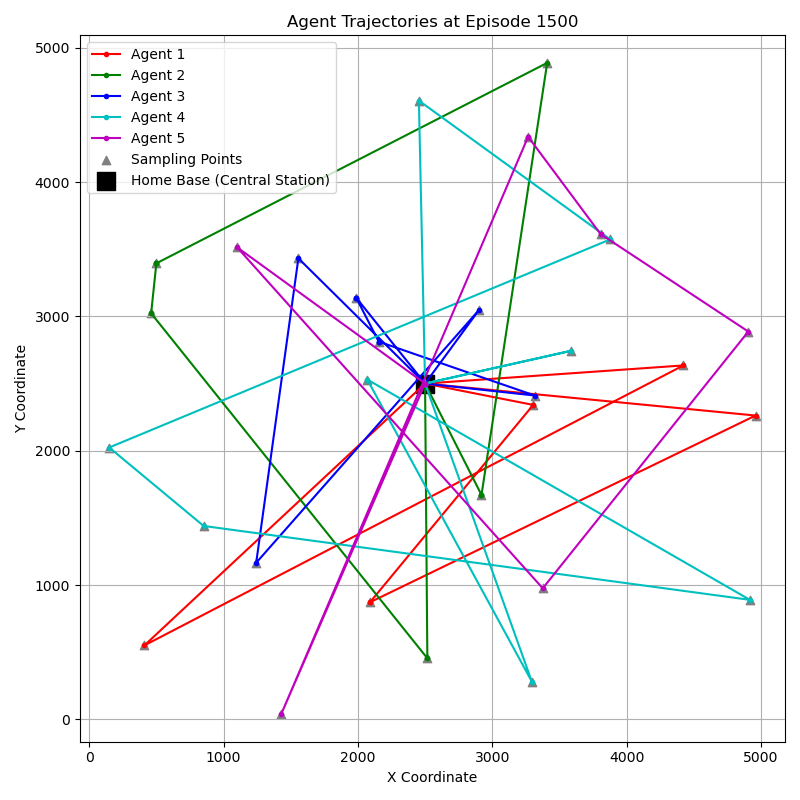 Agent Trajectories at Episode 1500
Agent 1
Agent 2
Agent 3
Agent 4
Agent 5
Sampling Points
Home Base (Central Station)
Y Coordinate
5000
4000
3000
2000
1000
0
0 1000 2000 3000 4000 5000
X Coordinate